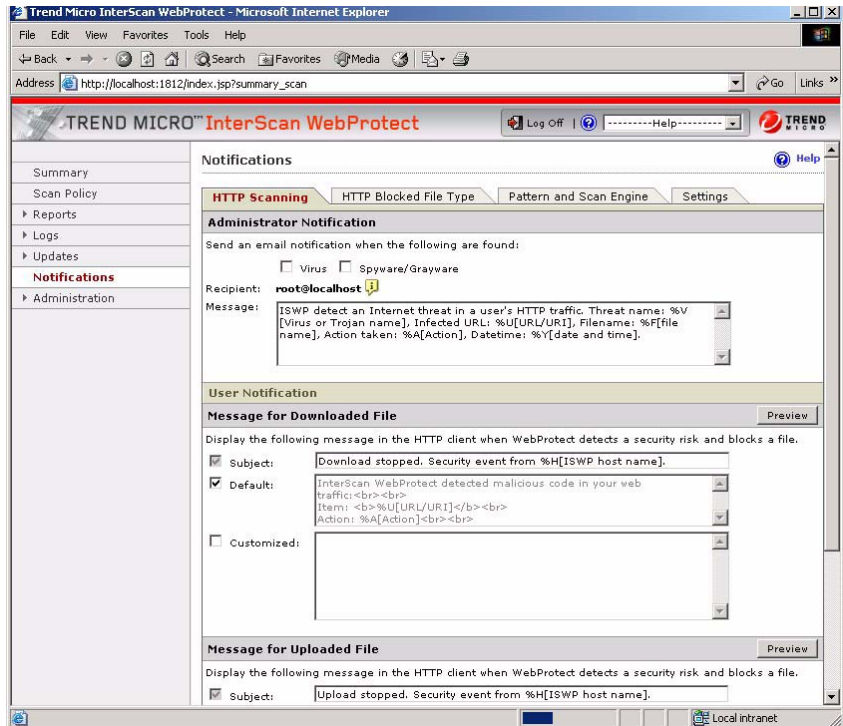 Trend Micro InterScan WebProtect - Microsoft Internet Explorer
File Edit View Favorites Tools Help
Back Search Favorites Media
Address http://localhost:1812/index.jsp?summary_scan Go Links »
TREND MICRO™ InterScan WebProtect Log Off | ---------Help--------- TREND MICRO
Notifications Help
Summary
Scan Policy
Reports
Logs
Updates
Notifications
Administration
HTTP Scanning HTTP Blocked File Type Pattern and Scan Engine Settings
Administrator Notification
Send an email notification when the following are found:
Virus Spyware/Grayware
Recipient: root@localhost
Message: ISWP detect an Internet threat in a user's HTTP traffic. Threat name: %V
[Virus or Trojan name], Infected URL: %U[URL/URI], Filename: %F[file
name], Action taken: %A[Action], Datetime: %Y[date and time].
User Notification
Message for Downloaded File Preview
Display the following message in the HTTP client when WebProtect detects a security risk and blocks a file.
Subject: Download stopped. Security event from %H[ISWP host name].
Default: InterScan WebProtect detected malicious code in your web
traffic:<br><br>
Item: <b>%U[URL/URI]</b><br>
Action: %A[Action]<br><br>
Customized:
Message for Uploaded File Preview
Display the following message in the HTTP client when WebProtect detects a security risk and blocks a file.
Subject: Upload stopped. Security event from %H[ISWP host name].
Local intranet